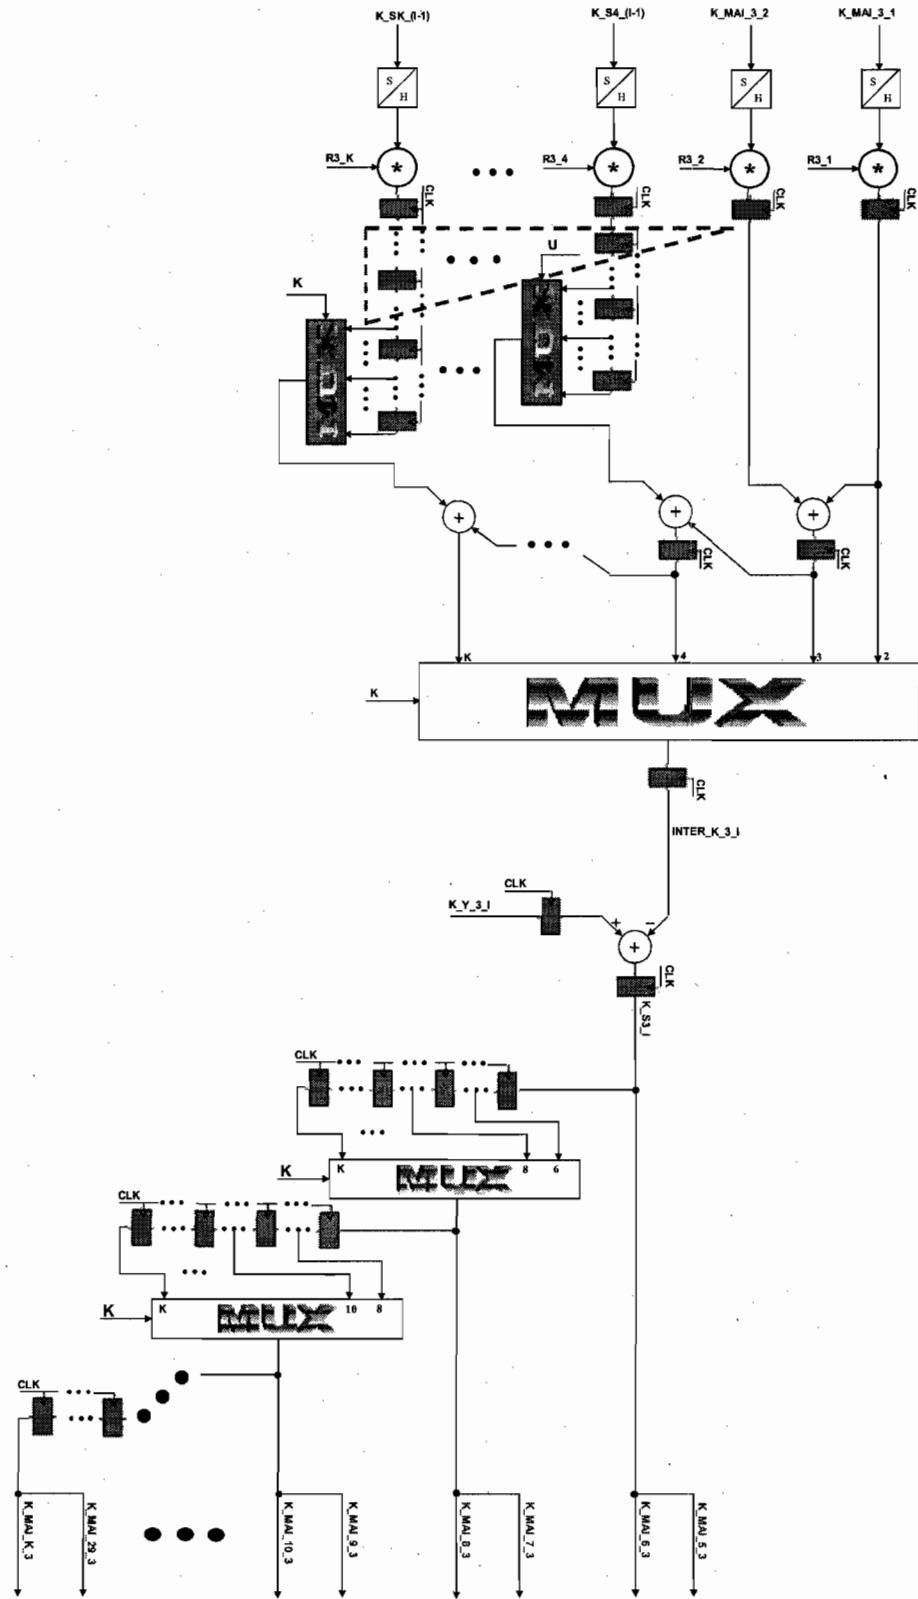 K_SK_(I-1)
K_S4_(I-1)
K_MAI_3_2
K_MAI_3_1
S
H
S
H
S
H
S
H
R3_K
*
R3_4
*
R3_2
*
R3_1
*
CLK
CLK
CLK
CLK
U
K
MUX
MUX
+
+
+
CLK
CLK
K
4
3
2
K
MUX
CLK
INTER_K_3_I
CLK
K_Y_3_I
+
−
+
CLK
K_S3_I
CLK
K
8
6
K
MUX
CLK
K
10
8
K
MUX
CLK
K_MAI_K_3
K_MAI_29_3
K_MAI_10_3
K_MAI_9_3
K_MAI_8_3
K_MAI_7_3
K_MAI_6_3
K_MAI_5_3